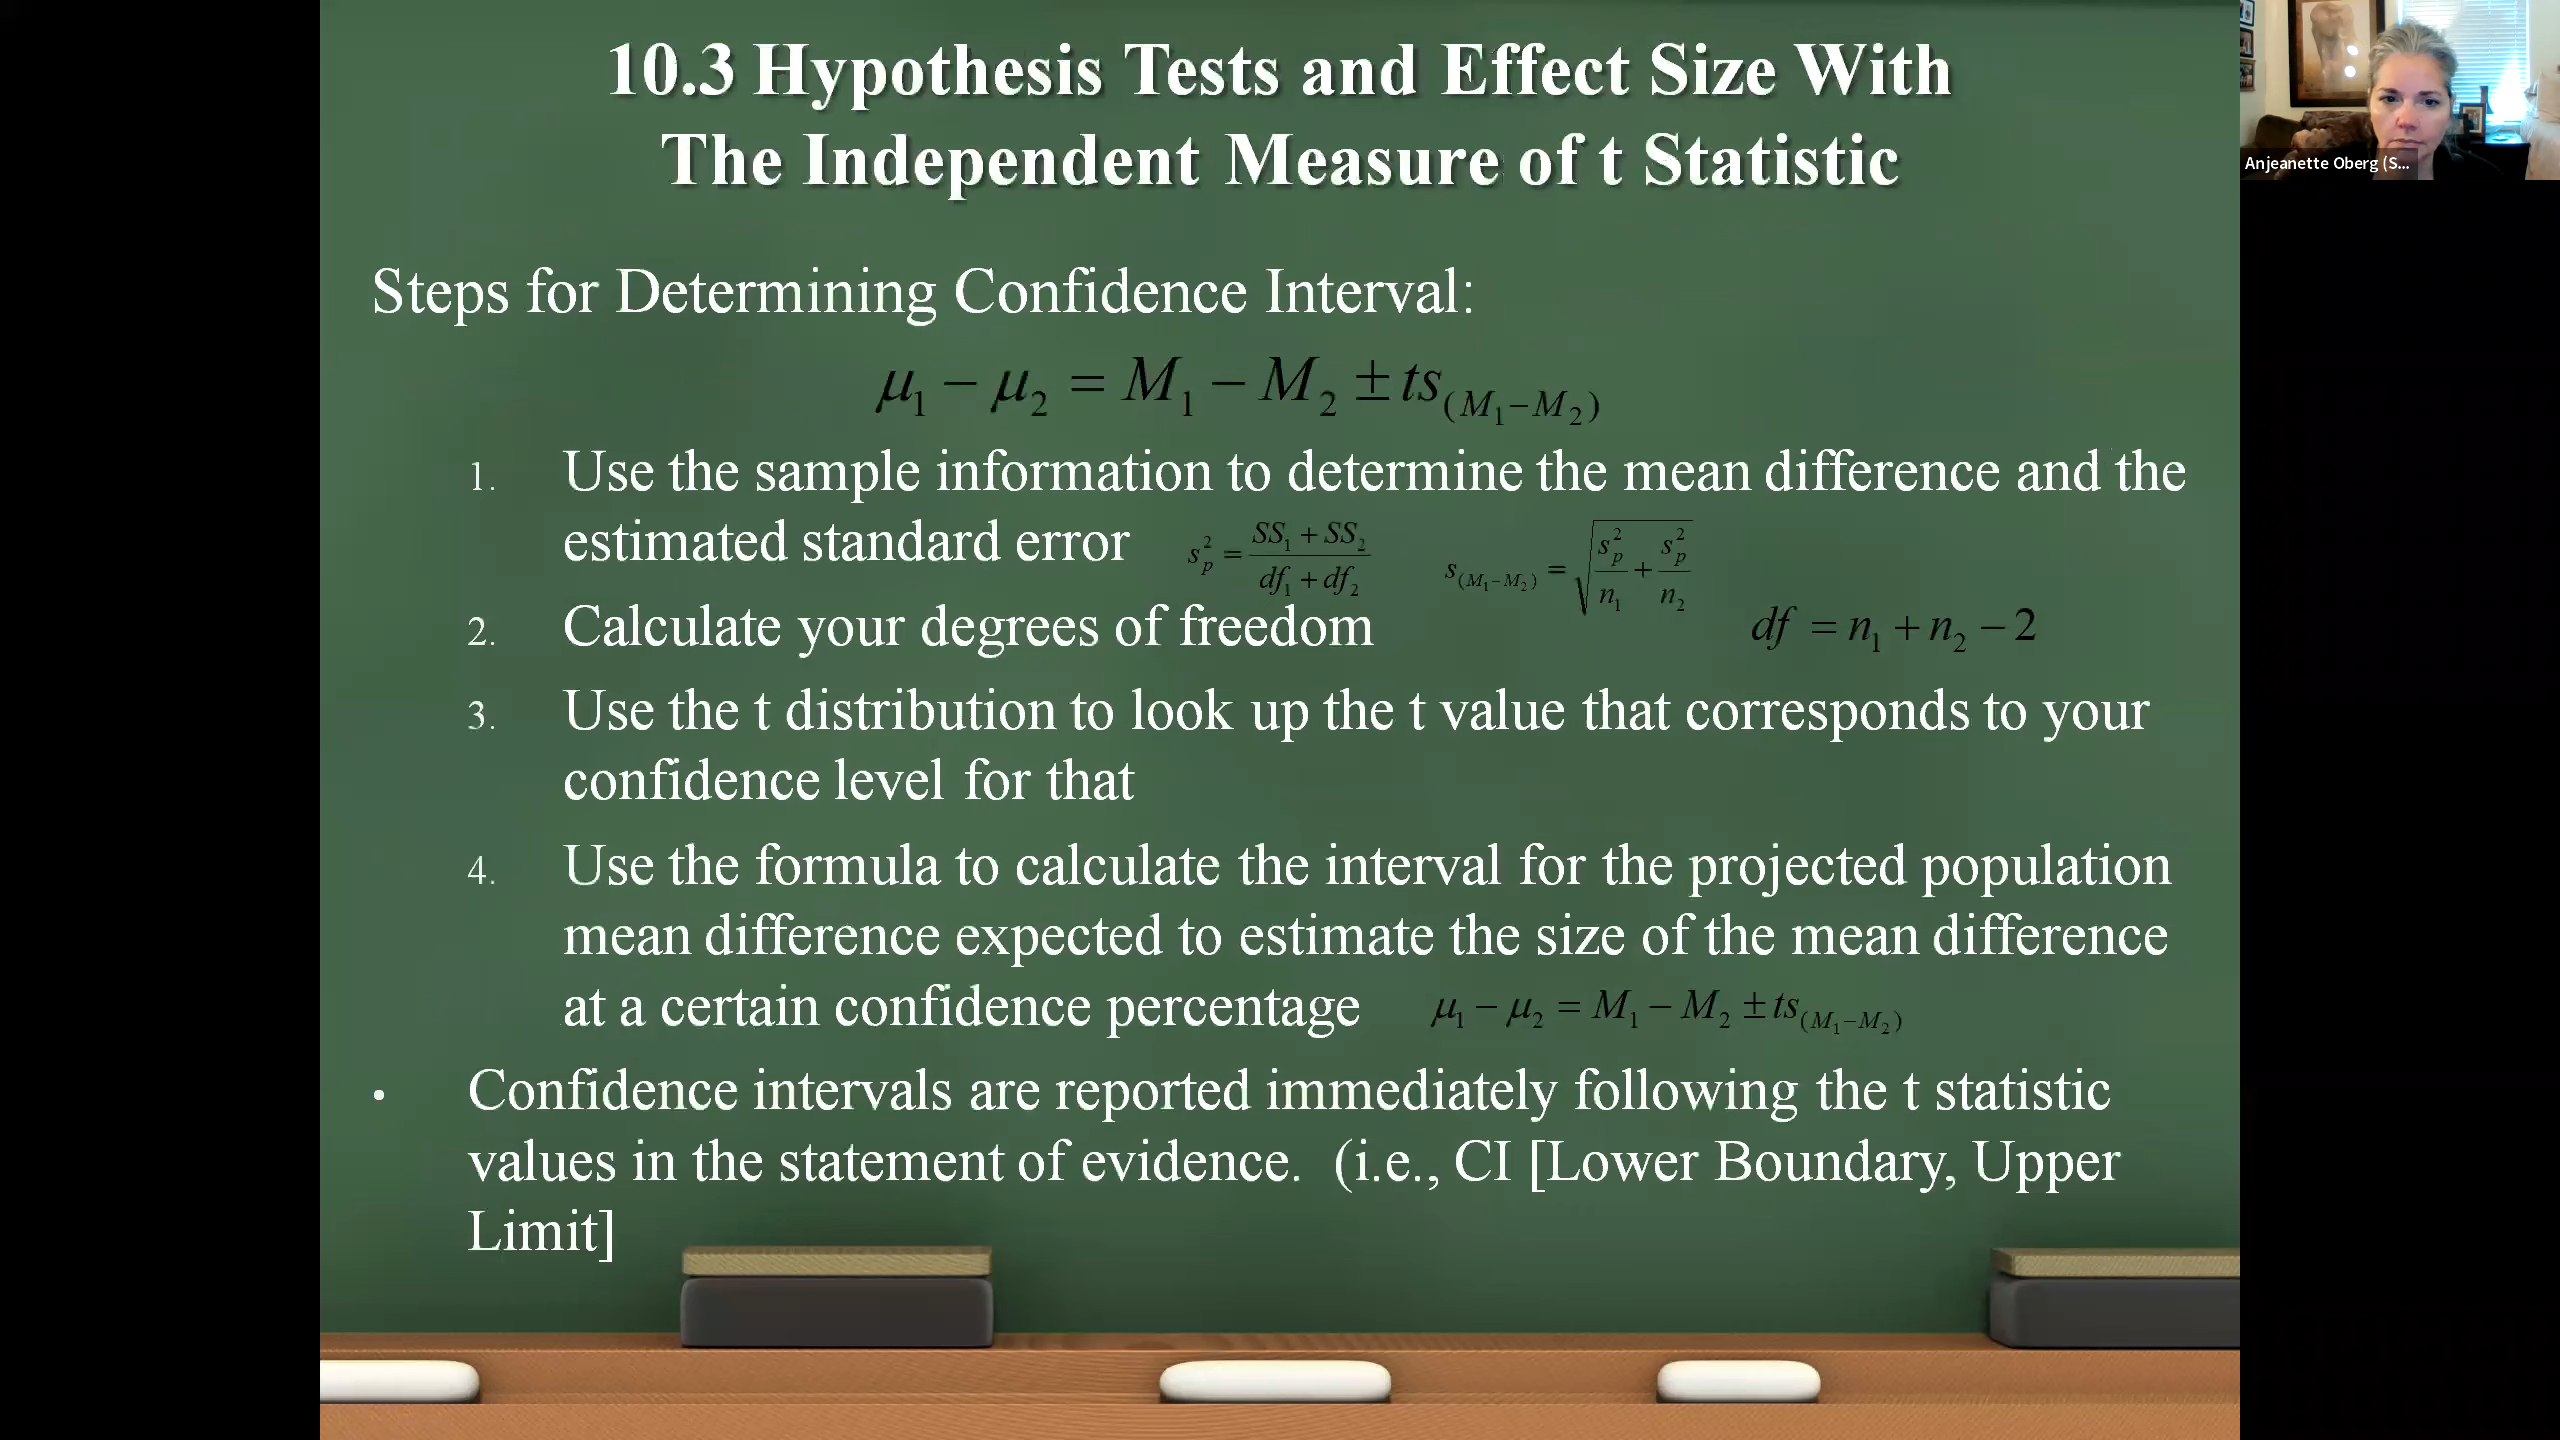 10.3 Hypothesis Tests and Effect Size With
The Independent Measure of t Statistic
Anjeanette Oberg (S...
Steps for Determining Confidence Interval:
μ₁ − μ₂ = M₁ − M₂ ± ts₍M₁−M₂₎
1. Use the sample information to determine the mean difference and the
estimated standard error s²ₚ = (SS₁ + SS₂)/(df₁ + df₂) s₍M₁−M₂₎ = √(s²ₚ/n₁ + s²ₚ/n₂)
2. Calculate your degrees of freedom df = n₁ + n₂ − 2
3. Use the t distribution to look up the t value that corresponds to your
confidence level for that
4. Use the formula to calculate the interval for the projected population
mean difference expected to estimate the size of the mean difference
at a certain confidence percentage μ₁ − μ₂ = M₁ − M₂ ± ts₍M₁−M₂₎
• Confidence intervals are reported immediately following the t statistic
values in the statement of evidence. (i.e., CI [Lower Boundary, Upper
Limit]